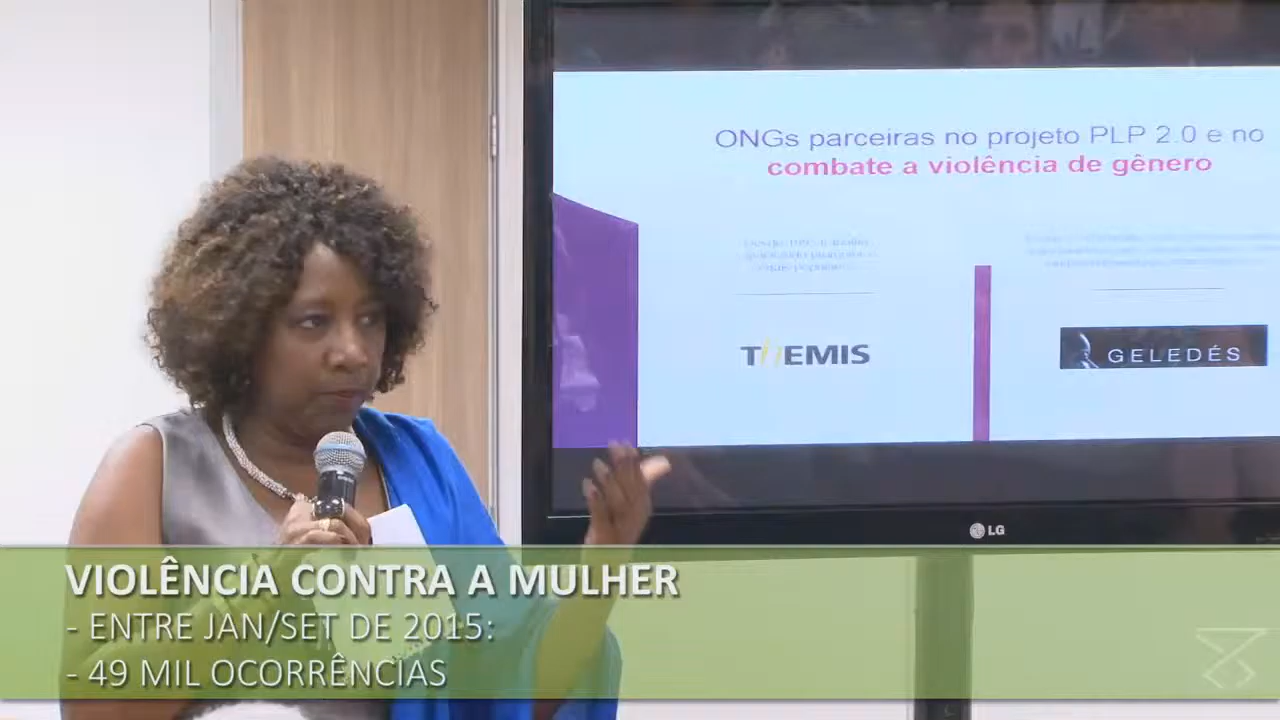 ONGs parceiras no projeto PLP 2.0 e no
combate a violência de gênero
ThEMIS
GELEDÉS
LG
VIOLÊNCIA CONTRA A MULHER
- ENTRE JAN/SET DE 2015:
- 49 MIL OCORRÊNCIAS